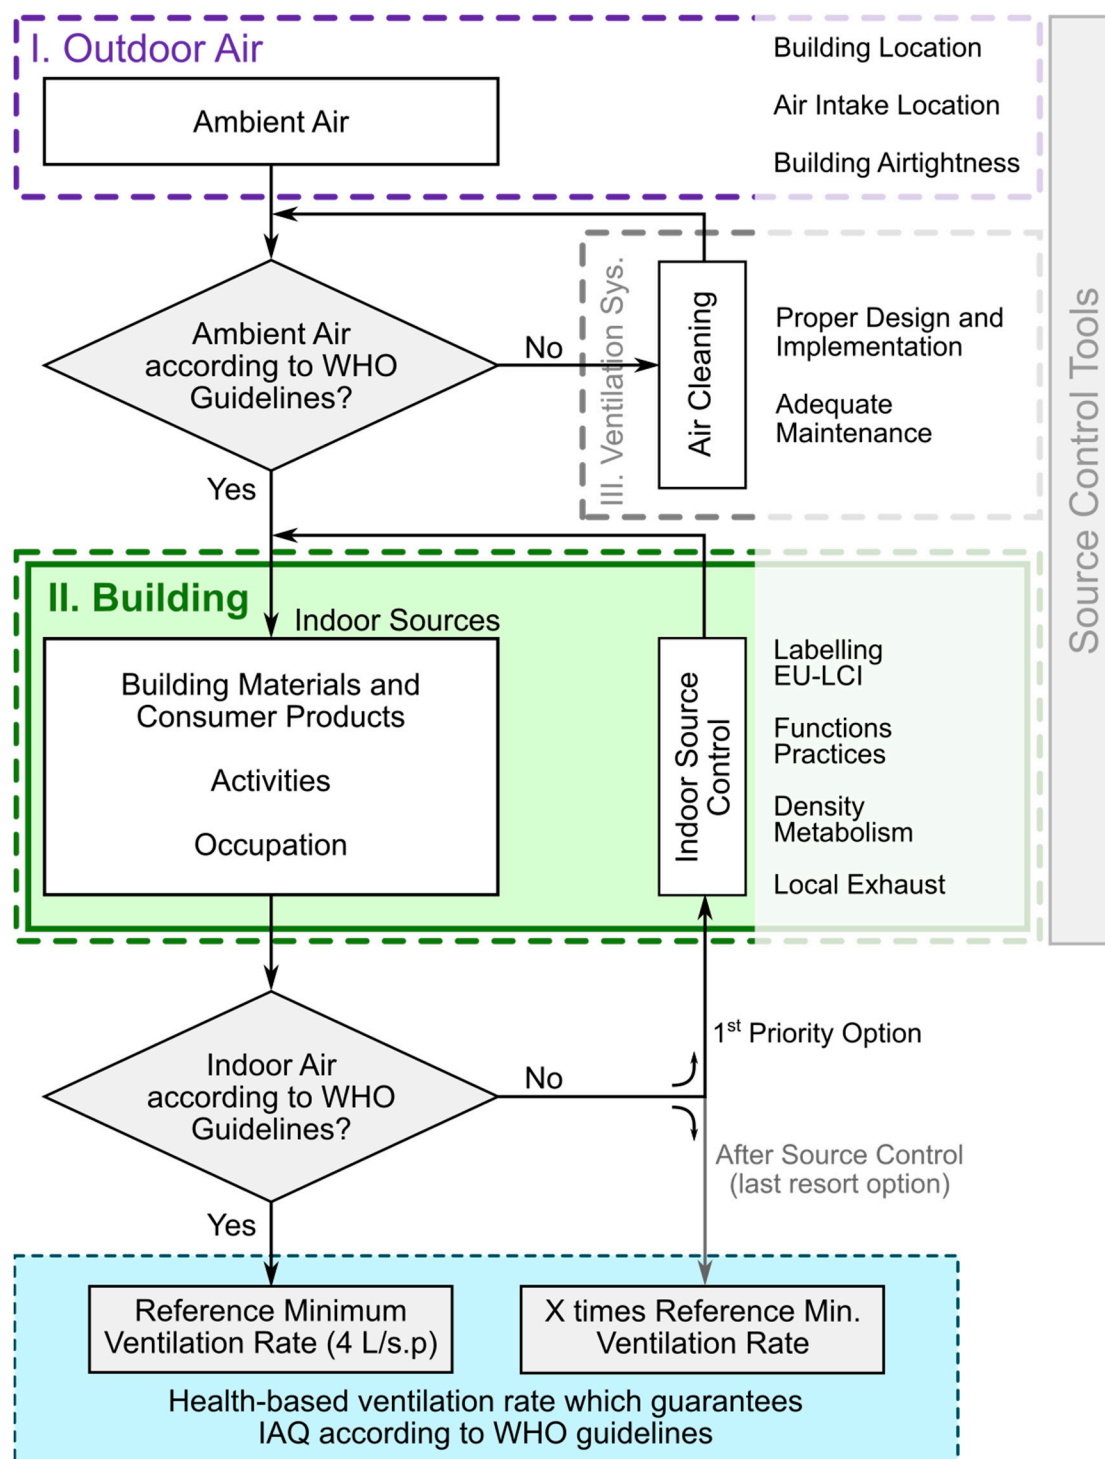 I. Outdoor Air
Ambient Air
Building Location
Air Intake Location
Building Airtightness
Source Control Tools
Ambient Air
according to WHO
Guidelines?
No
Yes
III. Ventilation Sys.
Air Cleaning
Proper Design and
Implementation
Adequate
Maintenance
II. Building
Indoor Sources
Building Materials and
Consumer Products
Activities
Occupation
Indoor Source
Control
Labelling
EU-LCI
Functions
Practices
Density
Metabolism
Local Exhaust
Indoor Air
according to WHO
Guidelines?
No
1st Priority Option
After Source Control
(last resort option)
Yes
Reference Minimum
Ventilation Rate (4 L/s.p)
X times Reference Min.
Ventilation Rate
Health-based ventilation rate which guarantees
IAQ according to WHO guidelines